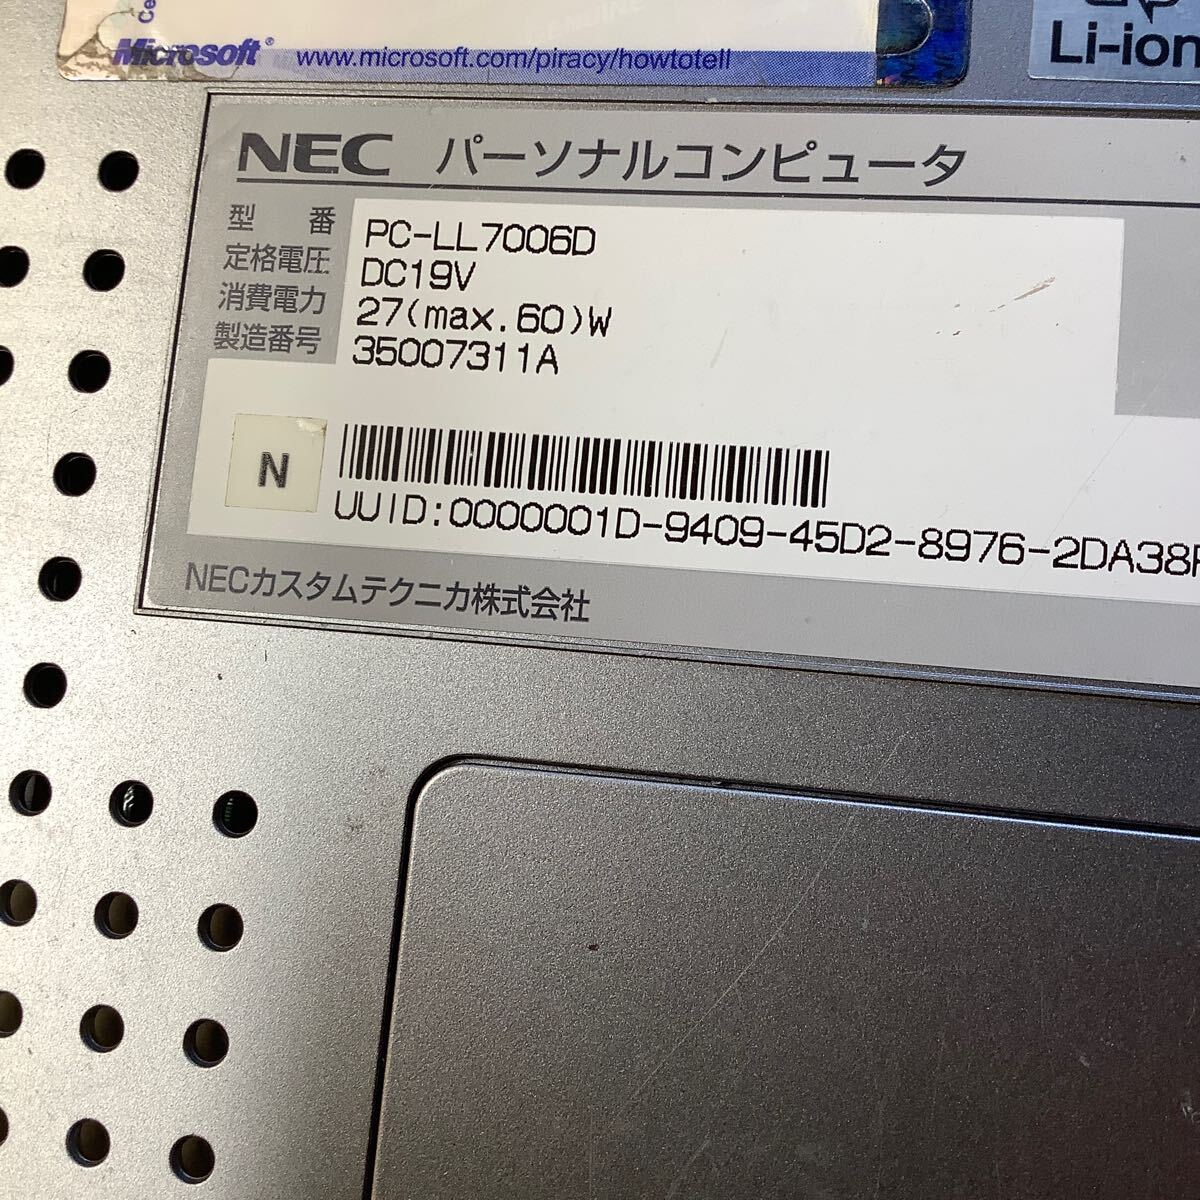 Ce
Microsoft® www.microsoft.com/piracy/howtotell
Li-ion
NEC パーソナルコンピュータ
型番 PC-LL7006D
定格電圧 DC19V
消費電力 27(max.60)W
製造番号 35007311A
N
UUID:0000001D-9409-45D2-8976-2DA38F
NECカスタムテクニカ株式会社